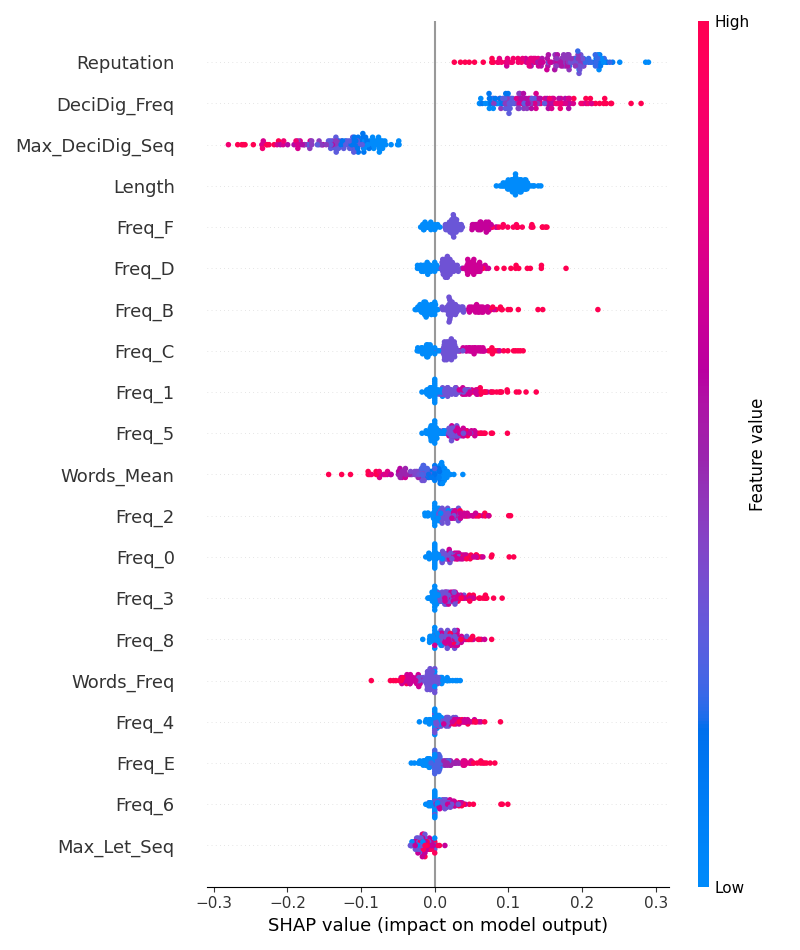 High
Reputation
DeciDig_Freq
Max_DeciDig_Seq
Length
Freq_F
Freq_D
Freq_B
Freq_C
Freq_1
Freq_5
Words_Mean
Freq_2
Freq_0
Freq_3
Freq_8
Words_Freq
Freq_4
Freq_E
Freq_6
Max_Let_Seq
Feature value
Low
−0.3 −0.2 −0.1 0.0 0.1 0.2 0.3
SHAP value (impact on model output)